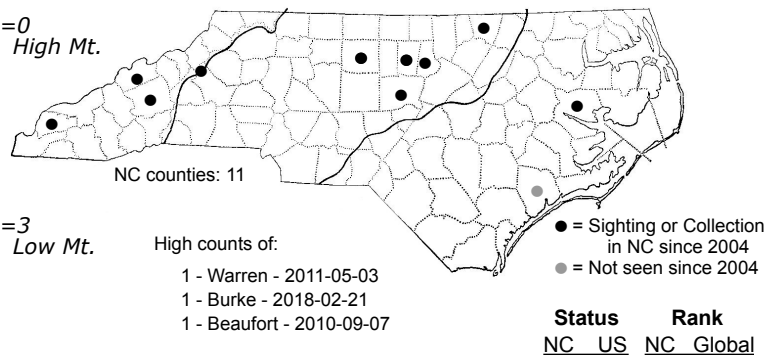 =0
High Mt.
NC counties: 11
=3
Low Mt.
High counts of:
1 - Warren - 2011-05-03
1 - Burke - 2018-02-21
1 - Beaufort - 2010-09-07
= Sighting or Collection
in NC since 2004
= Not seen since 2004
Status Rank
NC US NC Global